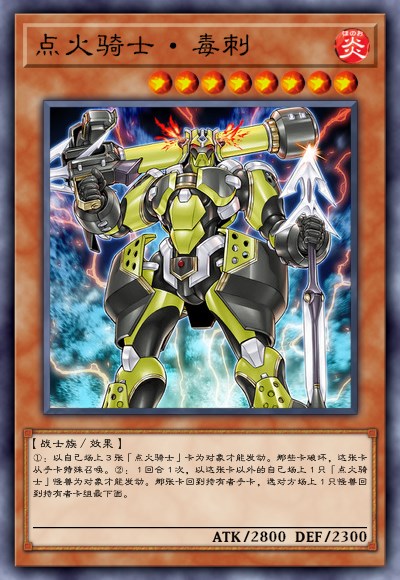 点火骑士·毒刺
ほのお
炎
【战士族／效果】
①：以自己场上3张「点火骑士」卡为对象才能发动。那些卡破坏，这张卡
从手卡特殊召唤。②：1回合1次，以这张卡以外的自己场上1只「点火骑
士」怪兽为对象才能发动。那张卡回到持有者手卡，选对方场上1只怪兽回
到持有者卡组最下面。
ATK/2800 DEF/2300